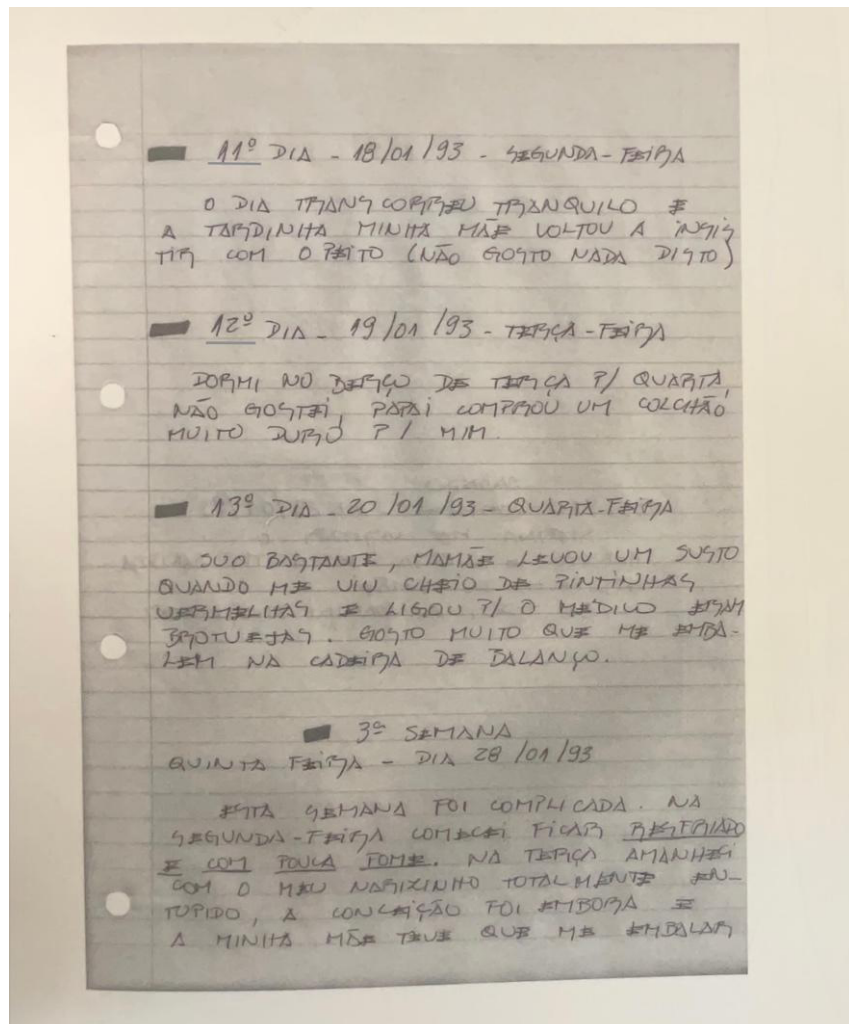 11º DIA - 18/01/93 - SEGUNDA-FEIRA
O DIA TRANSCORREU TRANQUILO E
A TARDINHA MINHA MÃE VOLTOU A INSIS
TIR COM O PEITO (NÃO GOSTO NADA DISTO)
12º DIA - 19/01/93 - TERÇA-FEIRA
DORMI NO BERÇO DE TERÇA P/ QUARTA,
NÃO GOSTEI, PAPAI COMPROU UM COLCHÃO
MUITO DURO P/ MIM.
13º DIA - 20/01/93 - QUARTA-FEIRA
SUO BASTANTE, MAMÃE LEVOU UM SUSTO
QUANDO ME VIU CHEIO DE PINTINHAS
VERMELHAS E LIGOU P/ O MÉDICO ERAM
BROTUEJAS. GOSTO MUITO QUE ME EMBA-
LEM NA CADEIRA DE BALANÇO.
3ª SEMANA
QUINTA FEIRA - DIA 28/01/93
ESTA SEMANA FOI COMPLICADA. NA
SEGUNDA-FEIRA COMECEI FICAR RESFRIADO
E COM POUCA FOME. NA TERÇA AMANHECI
COM O MEU NARIXINHO TOTALMENTE EN-
TUPIDO, A CONCEIÇÃO FOI EMBORA E
A MINHA MÃE TEVE QUE ME EMBALAR